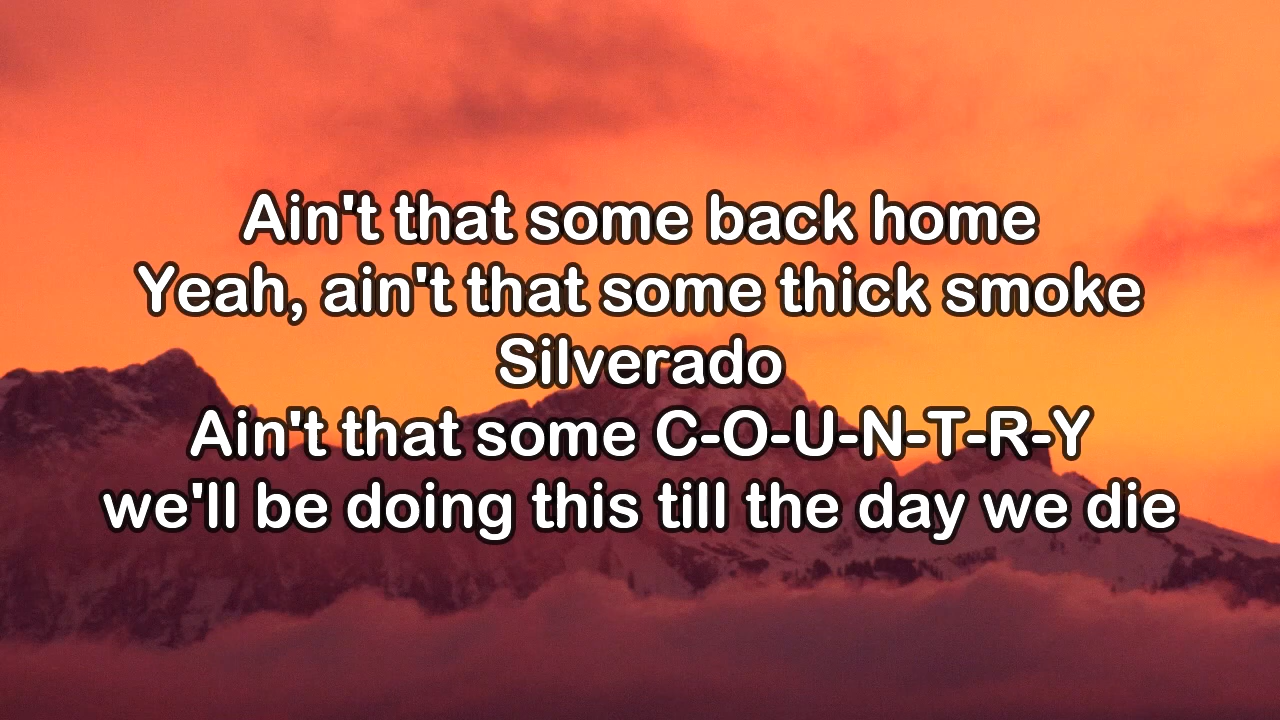 Ain't that some back home
Yeah, ain't that some thick smoke
Silverado
Ain't that some C-O-U-N-T-R-Y
we'll be doing this till the day we die